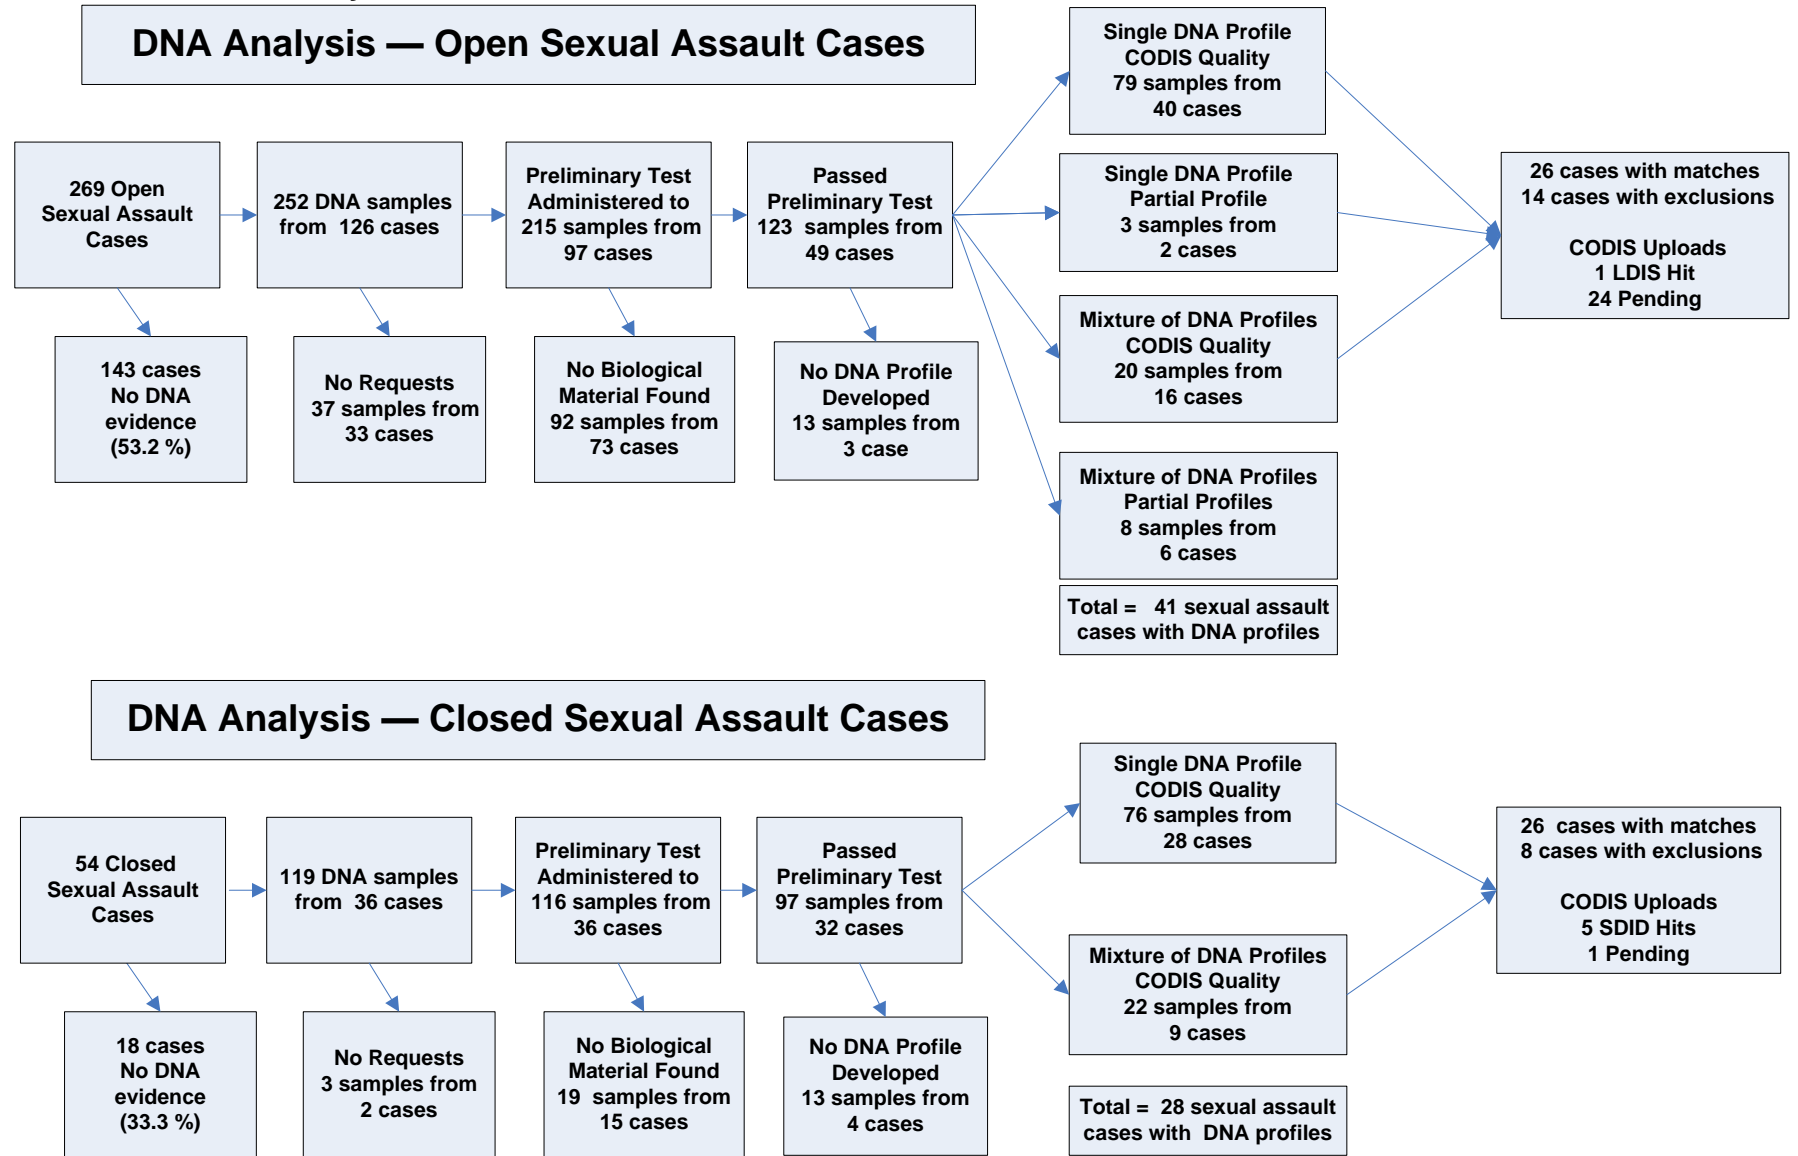 DNA Analysis — Open Sexual Assault Cases
269 Open
Sexual Assault
Cases
252 DNA samples
from 126 cases
Preliminary Test
Administered to
215 samples from
97 cases
Passed
Preliminary Test
123 samples from
49 cases
143 cases
No DNA
evidence
(53.2 %)
No Requests
37 samples from
33 cases
No Biological
Material Found
92 samples from
73 cases
No DNA Profile
Developed
13 samples from
3 case
Single DNA Profile
CODIS Quality
79 samples from
40 cases
Single DNA Profile
Partial Profile
3 samples from
2 cases
Mixture of DNA Profiles
CODIS Quality
20 samples from
16 cases
Mixture of DNA Profiles
Partial Profiles
8 samples from
6 cases
Total = 41 sexual assault
cases with DNA profiles
26 cases with matches
14 cases with exclusions
CODIS Uploads
1 LDIS Hit
24 Pending
DNA Analysis — Closed Sexual Assault Cases
54 Closed
Sexual Assault
Cases
119 DNA samples
from 36 cases
Preliminary Test
Administered to
116 samples from
36 cases
Passed
Preliminary Test
97 samples from
32 cases
18 cases
No DNA
evidence
(33.3 %)
No Requests
3 samples from
2 cases
No Biological
Material Found
19 samples from
15 cases
No DNA Profile
Developed
13 samples from
4 cases
Single DNA Profile
CODIS Quality
76 samples from
28 cases
Mixture of DNA Profiles
CODIS Quality
22 samples from
9 cases
Total = 28 sexual assault
cases with DNA profiles
26 cases with matches
8 cases with exclusions
CODIS Uploads
5 SDID Hits
1 Pending